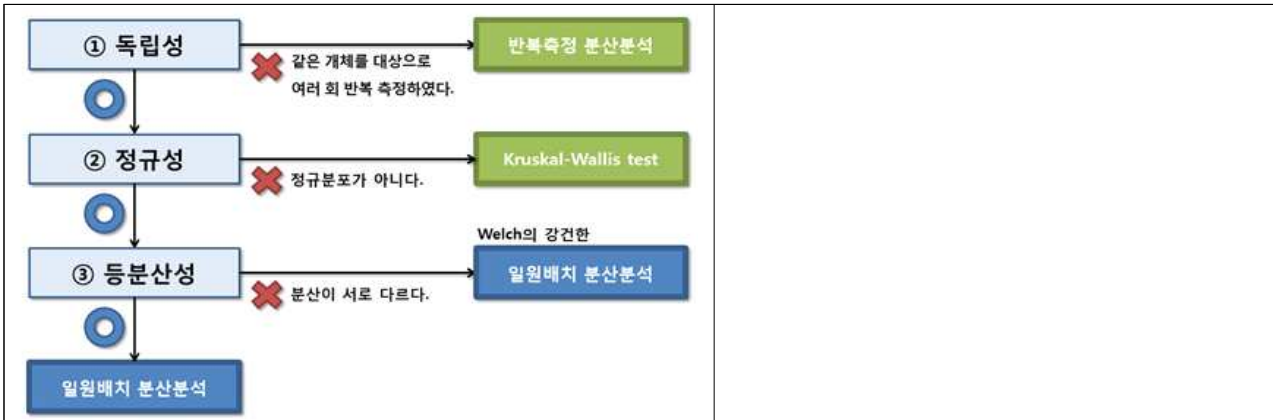 ① 독립성
같은 개체를 대상으로
여러 회 반복 측정하였다.
반복측정 분산분석
② 정규성
정규분포가 아니다.
Kruskal-Wallis test
③ 등분산성
분산이 서로 다르다.
Welch의 강건한
일원배치 분산분석
일원배치 분산분석